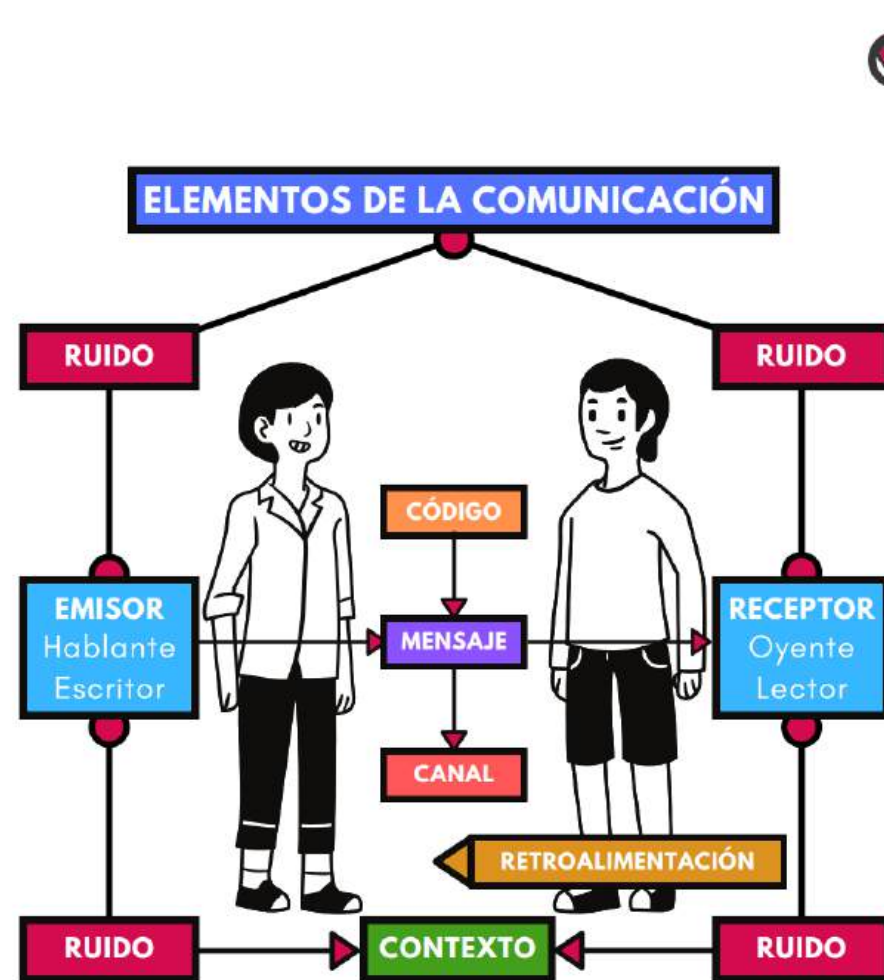 ELEMENTOS DE LA COMUNICACIÓN
RUIDO
RUIDO
CÓDIGO
EMISOR
Hablante
Escritor
MENSAJE
RECEPTOR
Oyente
Lector
CANAL
RETROALIMENTACIÓN
RUIDO
CONTEXTO
RUIDO